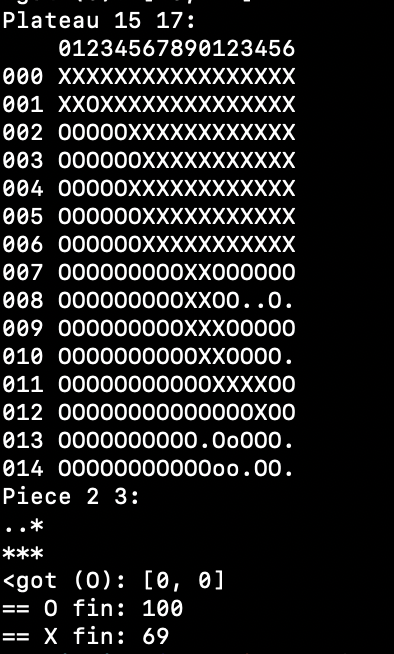 Plateau 15 17:
    01234567890123456
000 XXXXXXXXXXXXXXXXX
001 XXOXXXXXXXXXXXXXX
002 OOOOOXXXXXXXXXXXX
003 OOOOOOXXXXXXXXXXX
004 OOOOOXXXXXXXXXXXX
005 OOOOOOXXXXXXXXXXX
006 OOOOOOXXXXXXXXXXX
007 OOOOOOOOOXXOOOOOO
008 OOOOOOOOOXXOO..O.
009 OOOOOOOOOXXXOOOOO
010 OOOOOOOOOOXXOOOO.
011 OOOOOOOOOOOXXXXOO
012 OOOOOOOOOOOOOOXOO
013 OOOOOOOOOO.OoOOO.
014 OOOOOOOOOOOoo.OO.
Piece 2 3:
..*
***
<got (O): [0, 0]
== O fin: 100
== X fin: 69